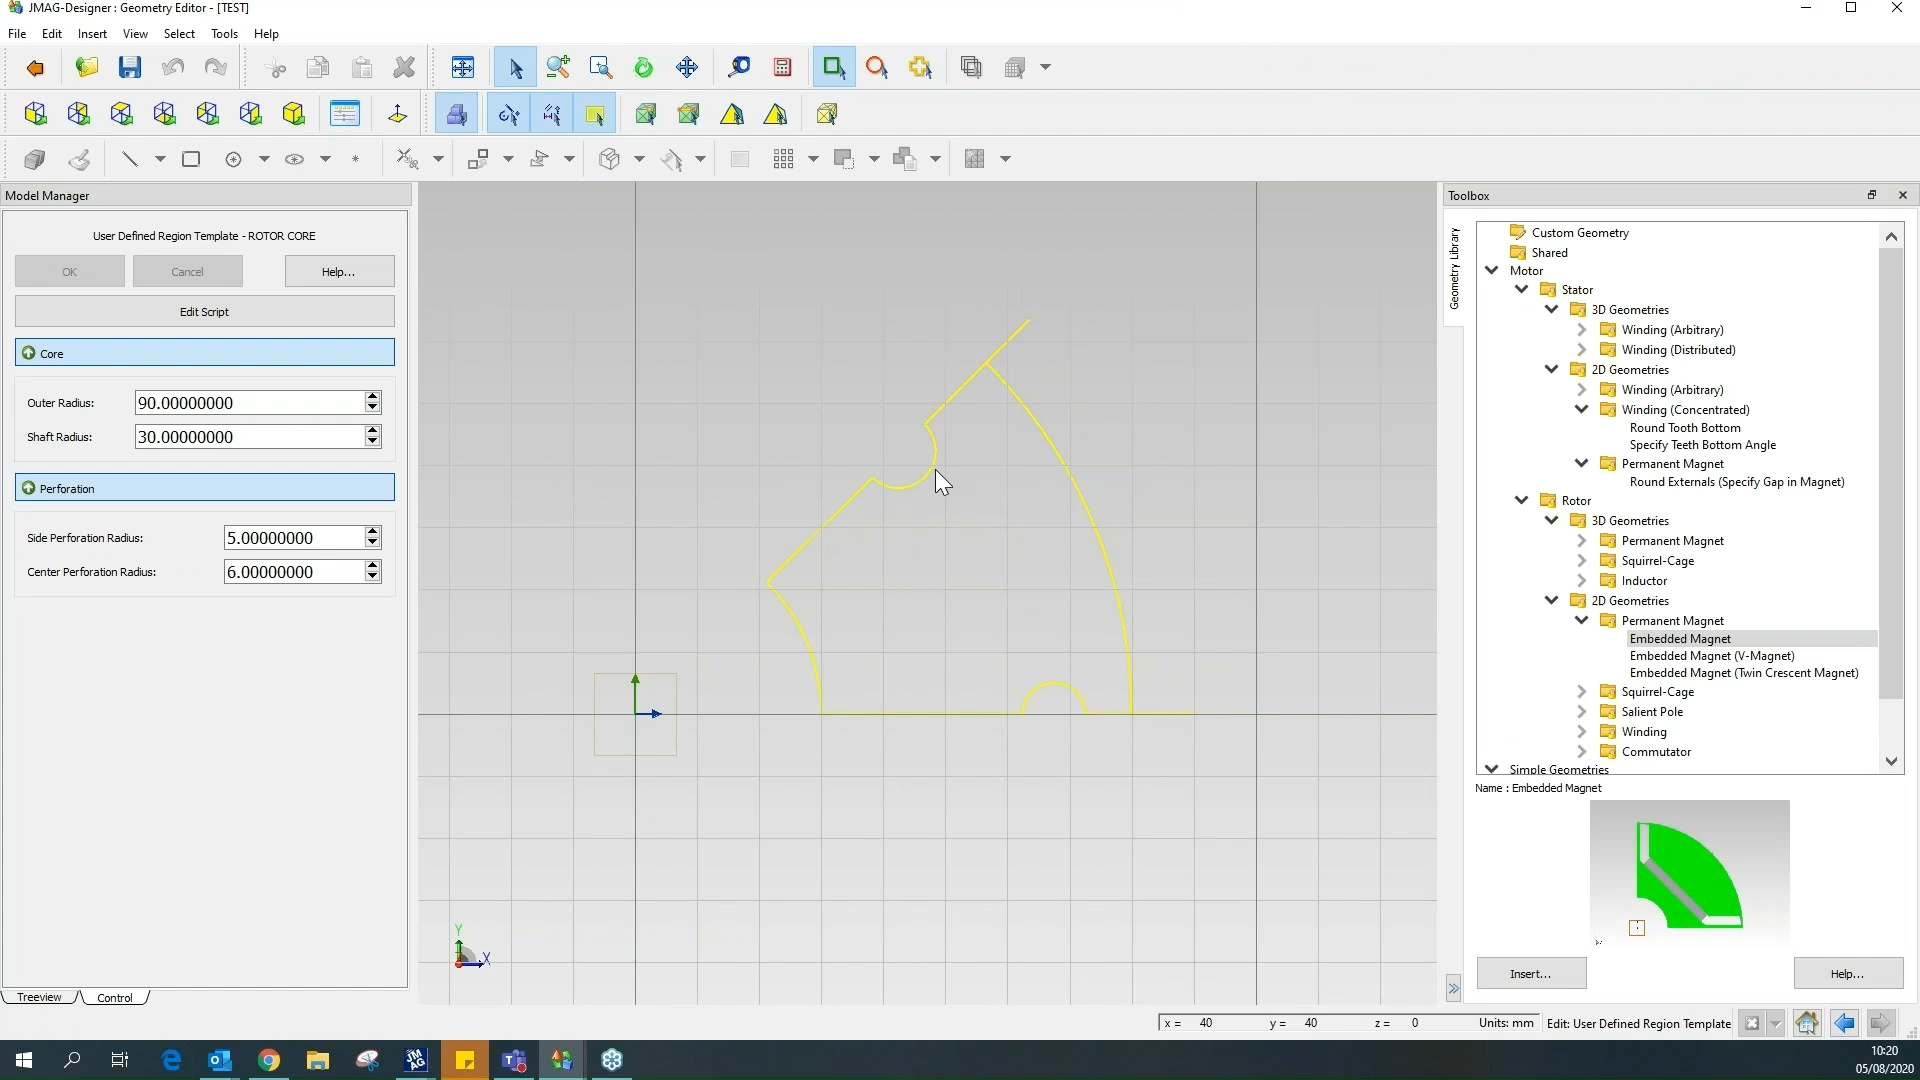 JMAG-Designer : Geometry Editor - [TEST]
File Edit Insert View Select Tools Help
Model Manager
User Defined Region Template - ROTOR CORE
OK Cancel Help...
Edit Script
Core
Outer Radius: 90.00000000
Shaft Radius: 30.00000000
Perforation
Side Perforation Radius: 5.00000000
Center Perforation Radius: 6.00000000
Treeview Control
Y
X
Toolbox
Geometry Library
Custom Geometry
Shared
Motor
Stator
3D Geometries
Winding (Arbitrary)
Winding (Distributed)
2D Geometries
Winding (Arbitrary)
Winding (Concentrated)
Round Tooth Bottom
Specify Teeth Bottom Angle
Permanent Magnet
Round Externals (Specify Gap in Magnet)
Rotor
3D Geometries
Permanent Magnet
Squirrel-Cage
Inductor
2D Geometries
Permanent Magnet
Embedded Magnet
Embedded Magnet (V-Magnet)
Embedded Magnet (Twin Crescent Magnet)
Squirrel-Cage
Salient Pole
Winding
Commutator
Simple Geometries
Name : Embedded Magnet
Insert... Help...
x = 40 y = 40 z = 0 Units: mm Edit: User Defined Region Template
JM
AG
10:20
05/08/2020